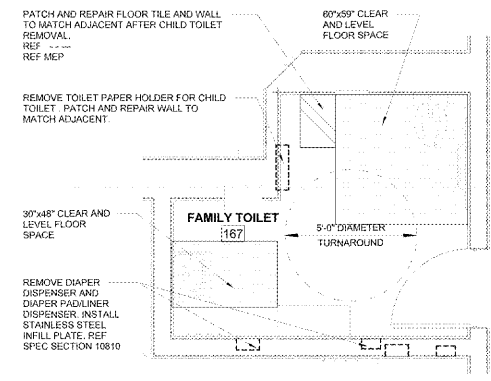 PATCH AND REPAIR FLOOR TILE AND WALL
TO MATCH ADJACENT AFTER CHILD TOILET
REMOVAL.
REF
REF MEP
60"x59" CLEAR
AND LEVEL
FLOOR SPACE
REMOVE TOILET PAPER HOLDER FOR CHILD
TOILET. PATCH AND REPAIR WALL TO
MATCH ADJACENT.
30"x48" CLEAR AND
LEVEL FLOOR
SPACE
FAMILY TOILET
167
5'-0" DIAMETER
TURNAROUND
REMOVE DIAPER
DISPENSER AND
DIAPER PAD/LINER
DISPENSER. INSTALL
STAINLESS STEEL
INFILL PLATE. REF
SPEC SECTION 10810